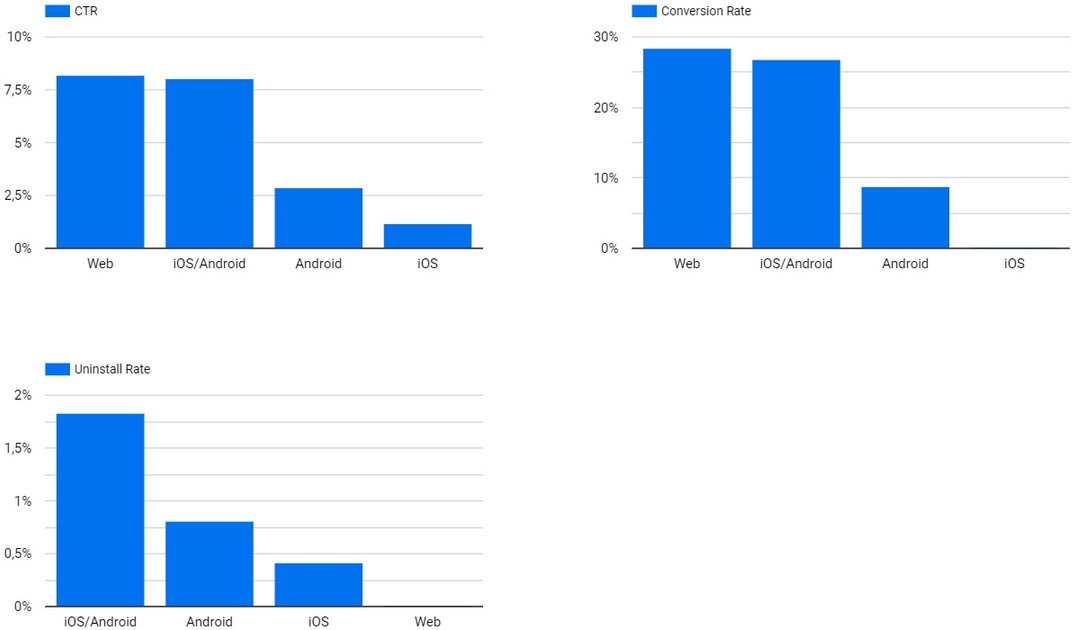 CTR
10%
7,5%
5%
2,5%
0%
Web iOS/Android Android iOS
Conversion Rate
30%
20%
10%
0%
Web iOS/Android Android iOS
Uninstall Rate
2%
1,5%
1%
0,5%
0%
iOS/Android Android iOS Web